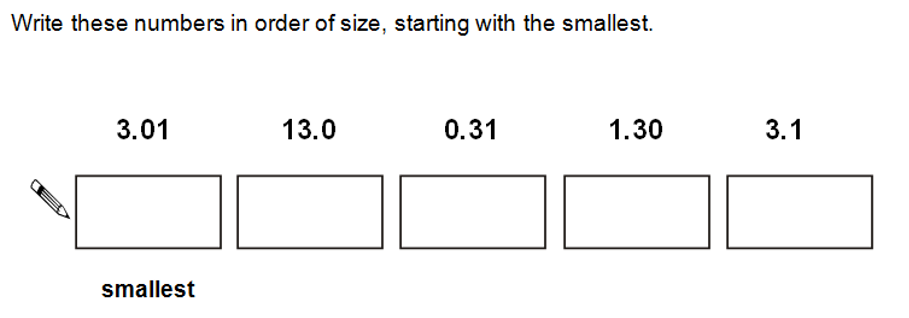 Write these numbers in order of size, starting with the smallest.
3.01 13.0 0.31 1.30 3.1
smallest